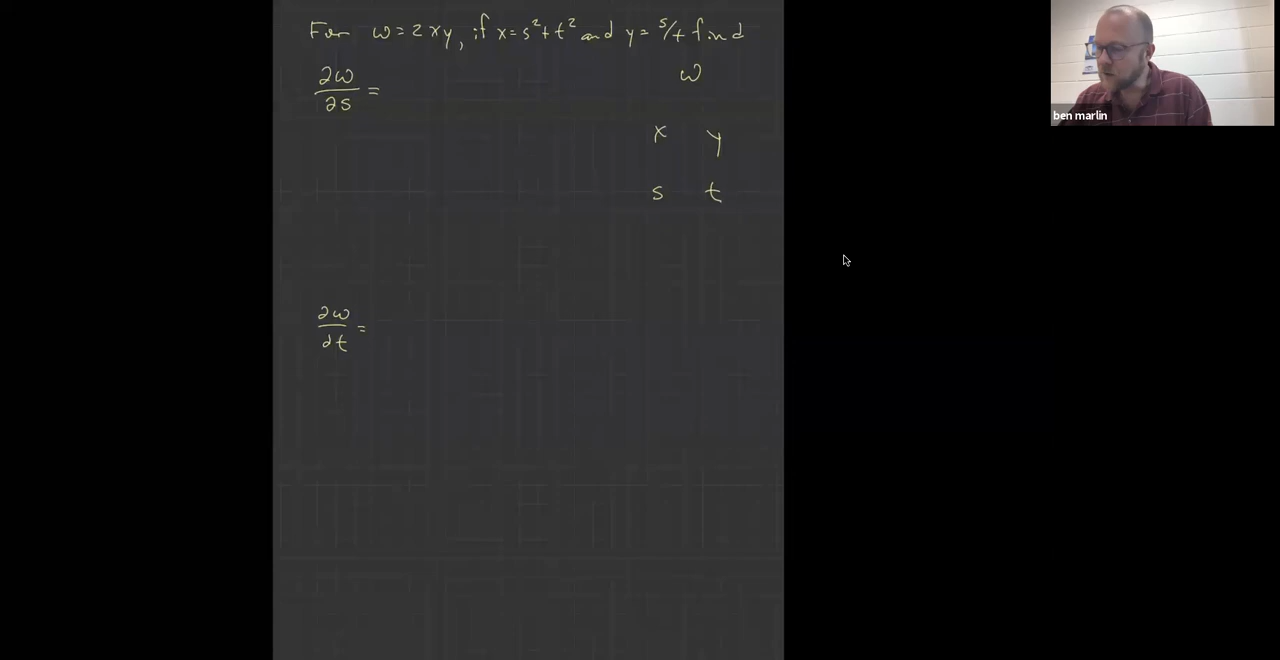 For w = 2xy, if x = s² + t² and y = s/t find
∂w/∂s =
w
x y
s t
∂w/∂t =
ben marlin